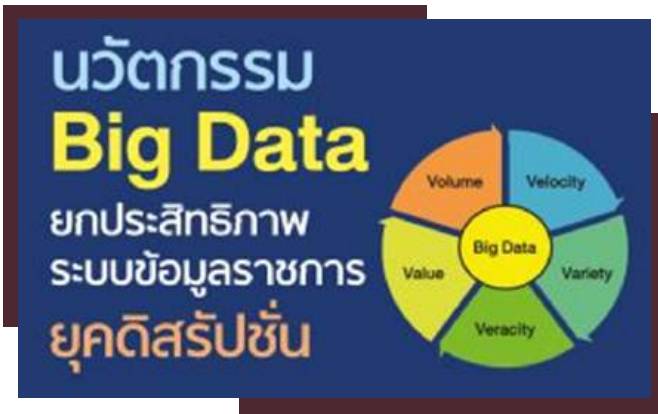 นวัตกรรม
Big Data
ยกประสิทธิภาพ
ระบบข้อมูลราชการ
ยุคดิสรัปชั่น
Volume
Velocity
Big Data
Value
Variety
Veracity